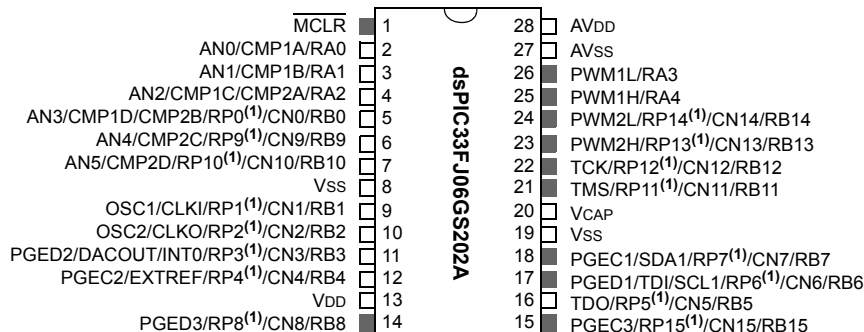 MCLR 1
AN0/CMP1A/RA0 2
AN1/CMP1B/RA1 3
AN2/CMP1C/CMP2A/RA2 4
AN3/CMP1D/CMP2B/RP0(1)/CN0/RB0 5
AN4/CMP2C/RP9(1)/CN9/RB9 6
AN5/CMP2D/RP10(1)/CN10/RB10 7
VSS 8
OSC1/CLKI/RP1(1)/CN1/RB1 9
OSC2/CLKO/RP2(1)/CN2/RB2 10
PGED2/DACOUT/INT0/RP3(1)/CN3/RB3 11
PGEC2/EXTREF/RP4(1)/CN4/RB4 12
VDD 13
PGED3/RP8(1)/CN8/RB8 14
dsPIC33FJ06GS202A
28 AVDD
27 AVSS
26 PWM1L/RA3
25 PWM1H/RA4
24 PWM2L/RP14(1)/CN14/RB14
23 PWM2H/RP13(1)/CN13/RB13
22 TCK/RP12(1)/CN12/RB12
21 TMS/RP11(1)/CN11/RB11
20 VCAP
19 VSS
18 PGEC1/SDA1/RP7(1)/CN7/RB7
17 PGED1/TDI/SCL1/RP6(1)/CN6/RB6
16 TDO/RP5(1)/CN5/RB5
15 PGEC3/RP15(1)/CN15/RB15